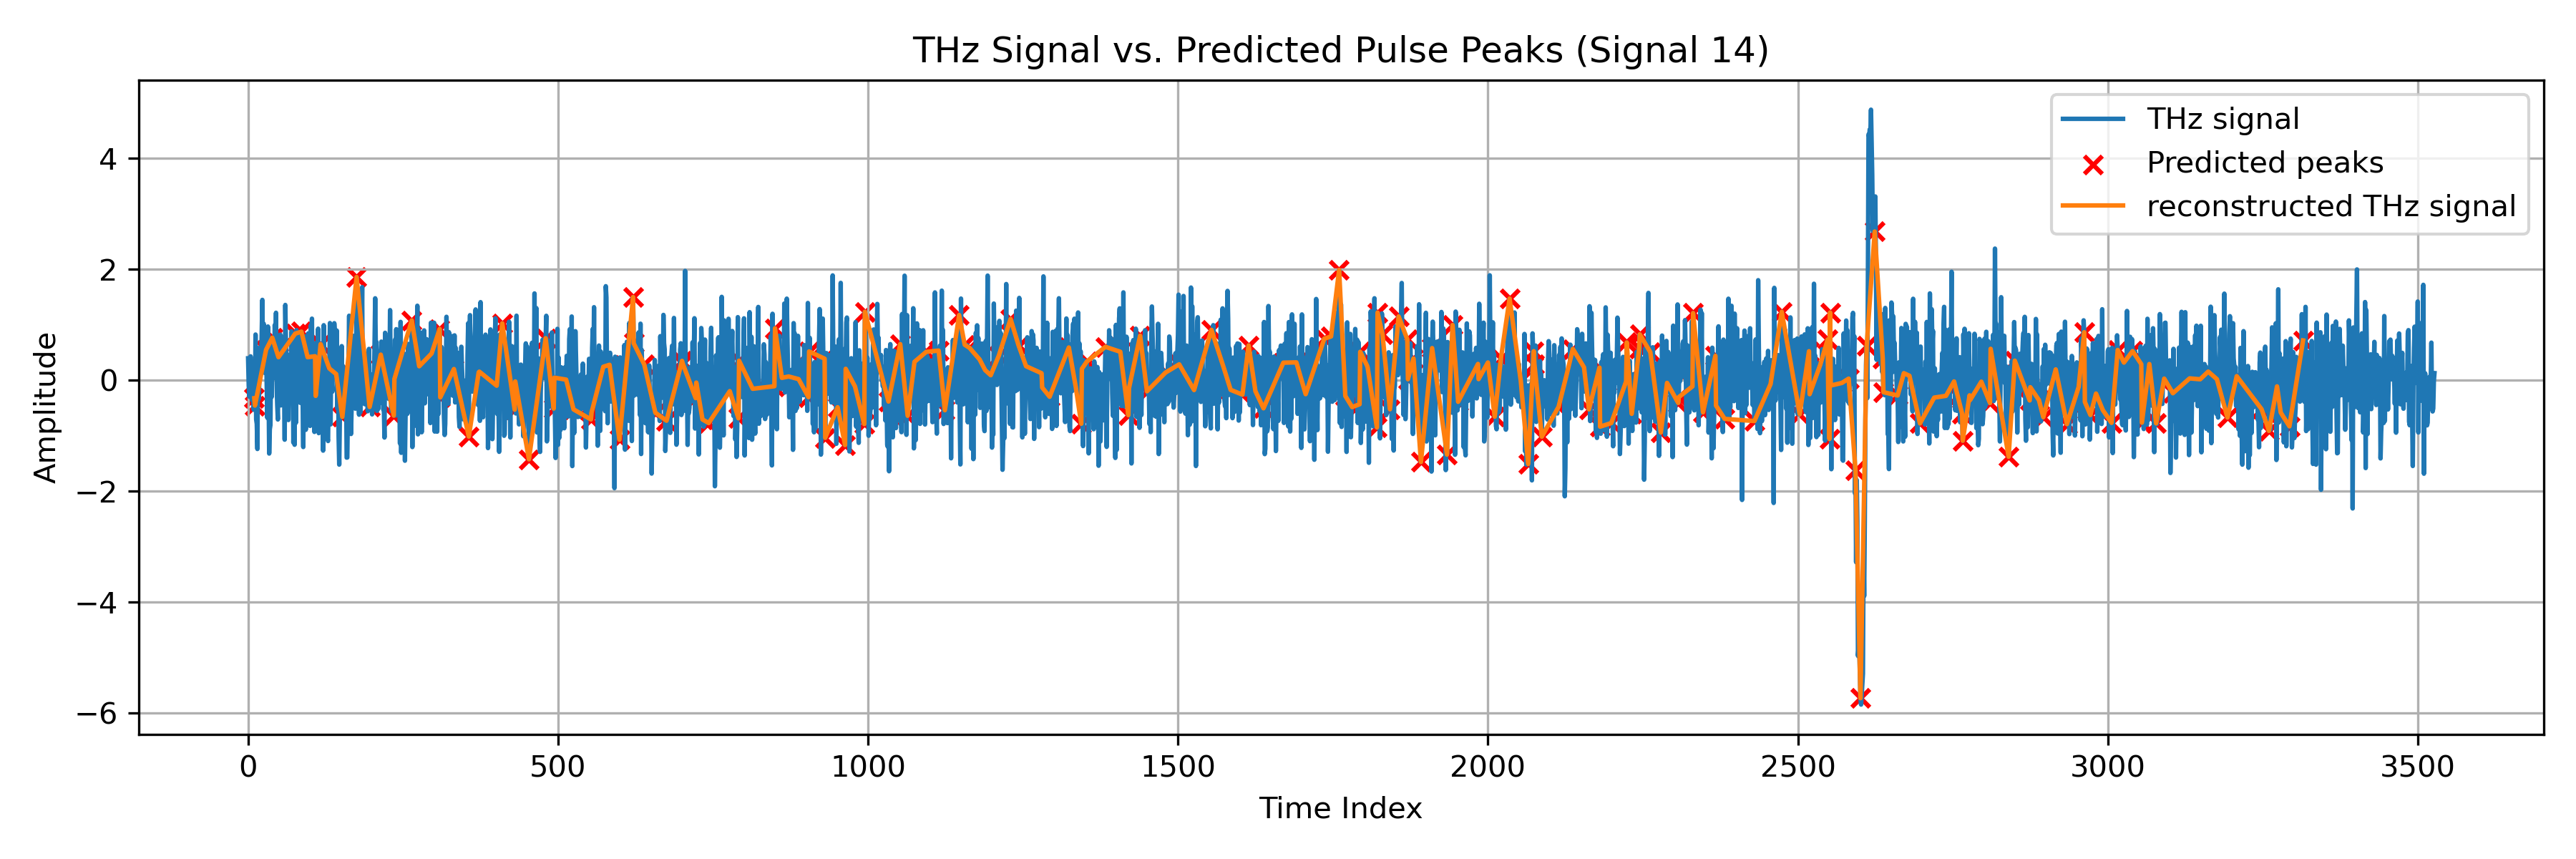 THz Signal vs. Predicted Pulse Peaks (Signal 14)
THz signal
Predicted peaks
reconstructed THz signal
Amplitude
4
2
0
−2
−4
−6
0 500 1000 1500 2000 2500 3000 3500
Time Index